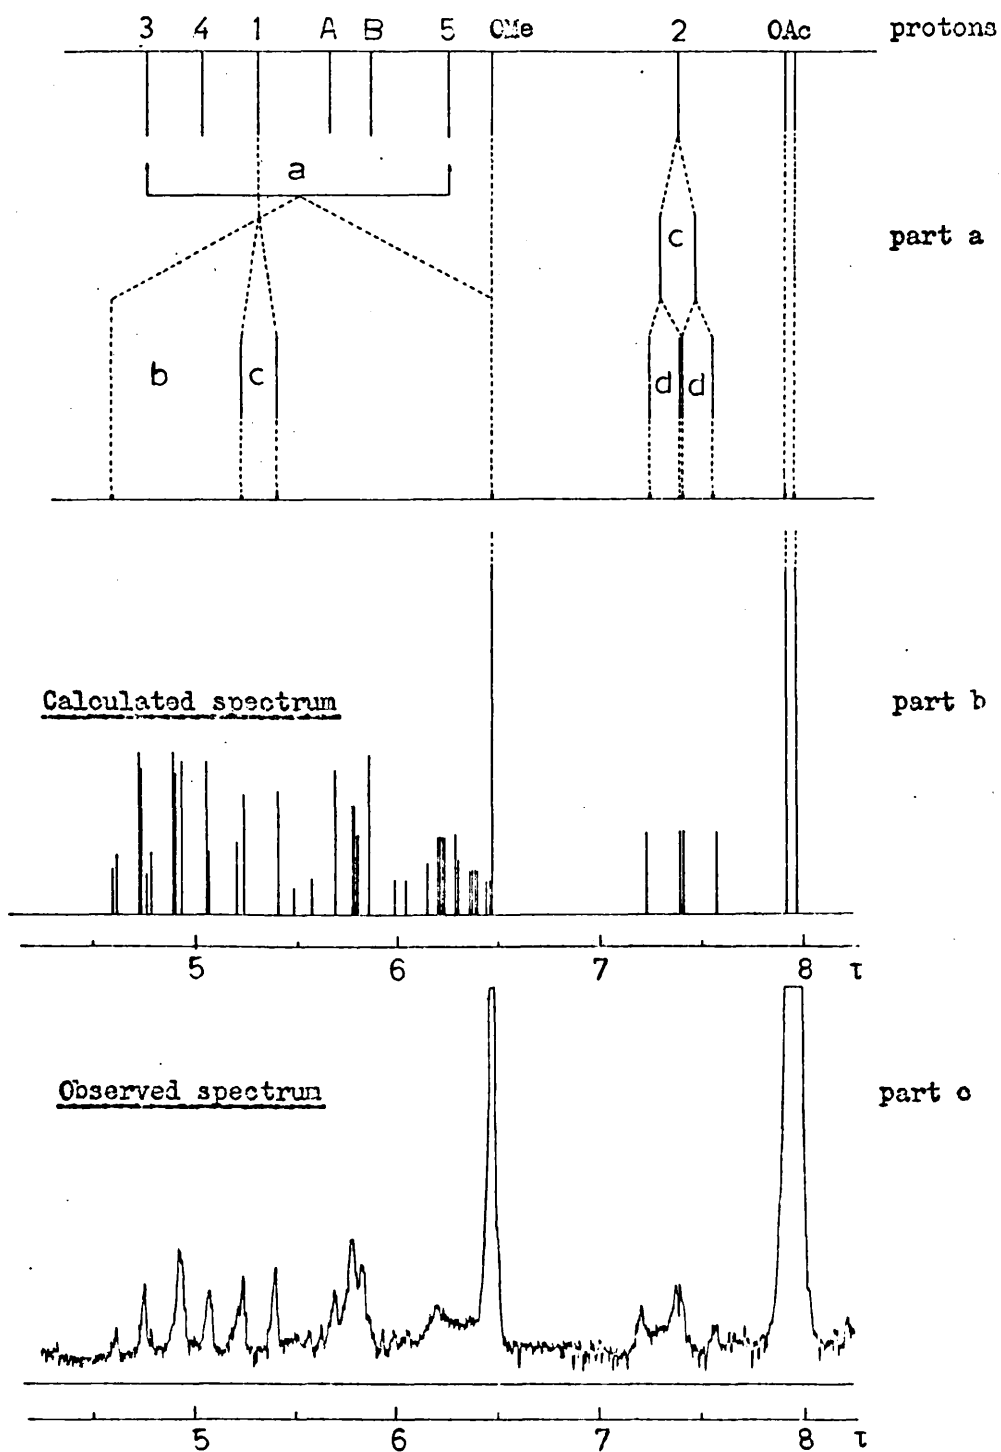 3 4 1 A B 5 OMe 2 OAc protons
a
c
part a
b c d d
Calculated spectrum part b
5 6 7 8 τ
Observed spectrum part c
5 6 7 8 τ